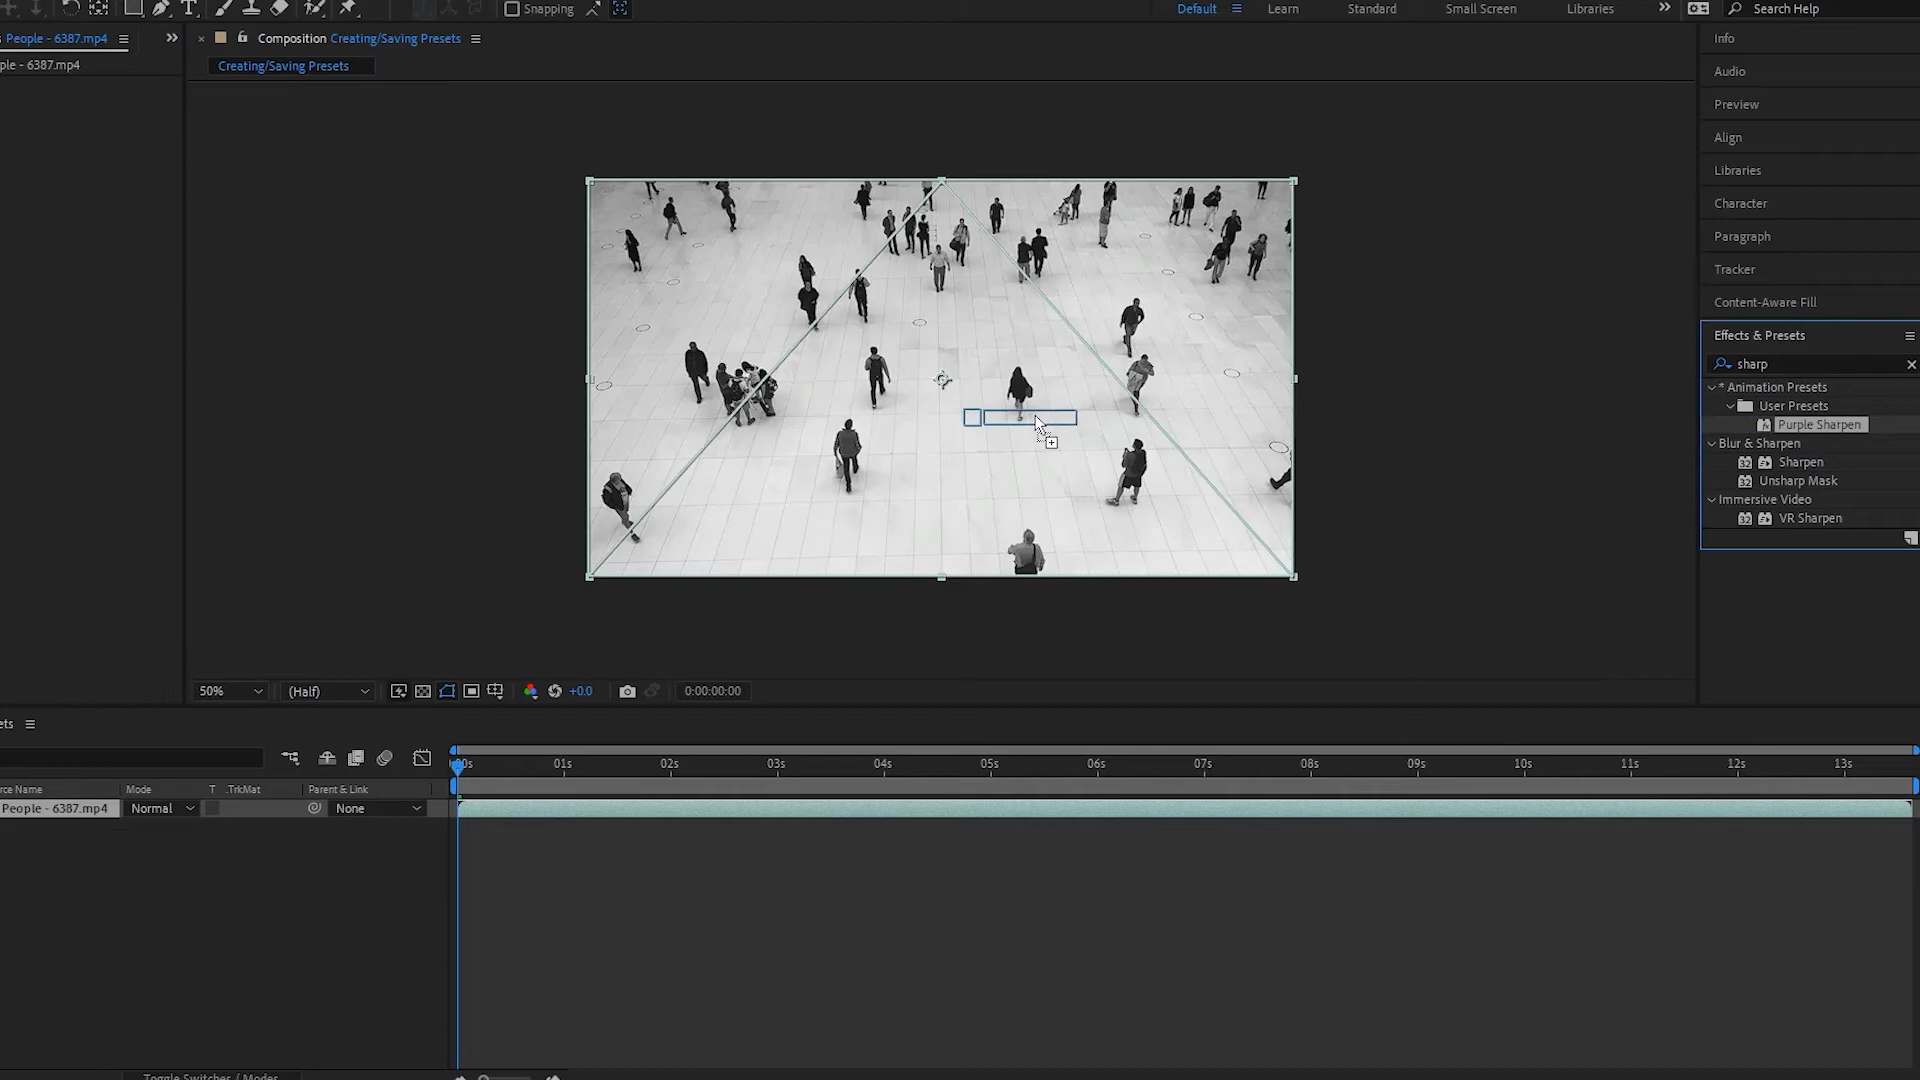 Snapping
Default
Learn
Standard
Small Screen
Libraries
Search Help
People - 6387.mp4
Composition Creating/Saving Presets
ple - 6387.mp4
Creating/Saving Presets
Info
Audio
Preview
Align
Libraries
Character
Paragraph
Tracker
Content-Aware Fill
Effects & Presets
sharp
* Animation Presets
User Presets
Purple Sharpen
Blur & Sharpen
32 Sharpen
32 Unsharp Mask
Immersive Video
32 VR Sharpen
50%
(Half)
+0.0
0:00:00:00
ets
00s
01s
02s
03s
04s
05s
06s
07s
08s
09s
10s
11s
12s
13s
rce Name
Mode
T
.TrkMat
Parent & Link
People - 6387.mp4
Normal
None
Toggle Switches / Modes